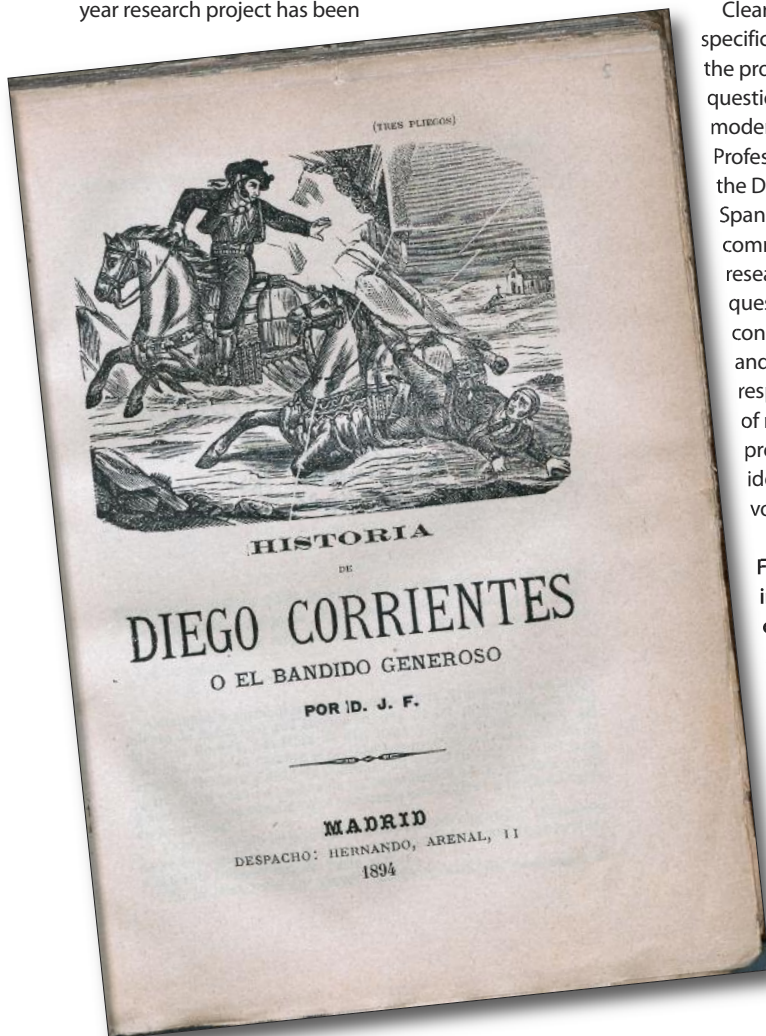 year research project has been
5
(TRES PLIEGOS)
HISTORIA
DE
DIEGO CORRIENTES
O EL BANDIDO GENEROSO
POR D. J. F.
MADRID
DESPACHO: HERNANDO, ARENAL, 11
1894
Clear
specific
the pro
questio
moder
Profes
the D
Span
comm
resea
ques
con
and
resp
of
pr
ide
vo
F
i